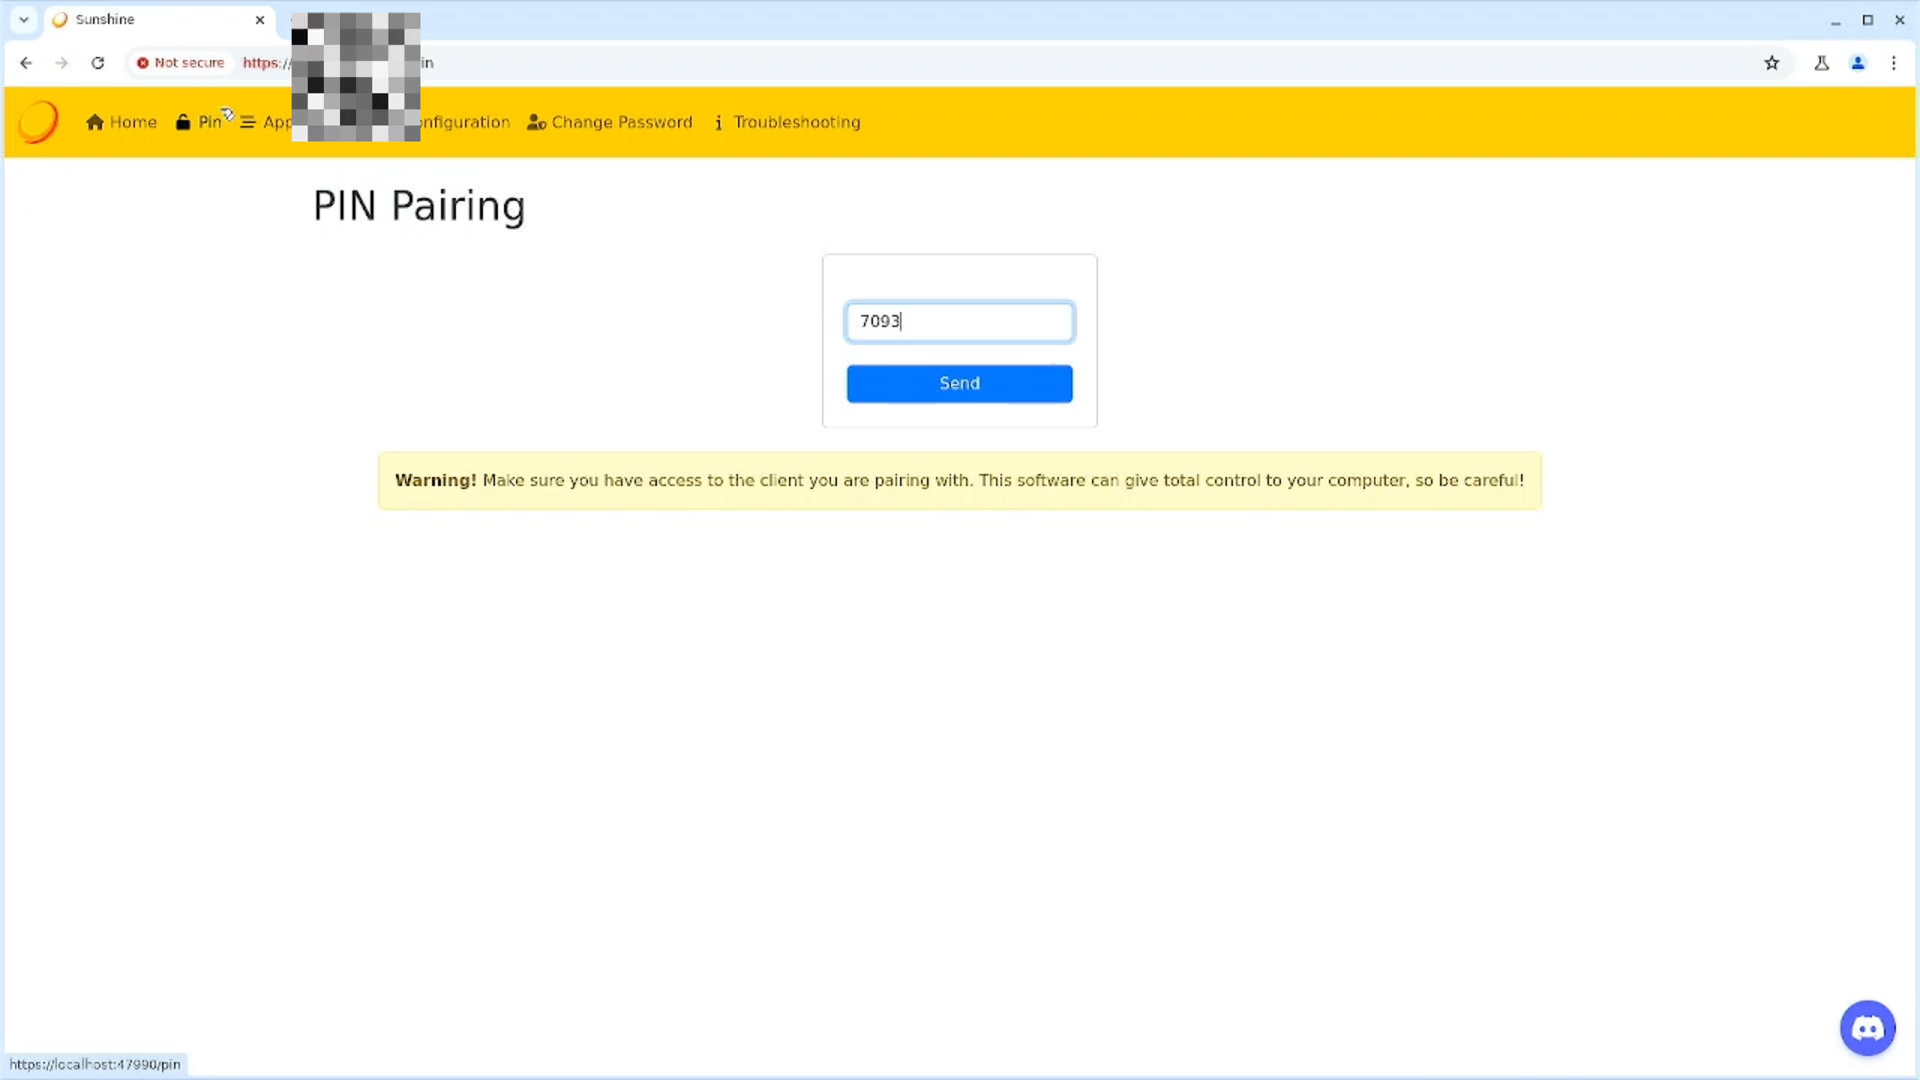 Sunshine
Not secure https:/ in
Home Pin App nfiguration Change Password Troubleshooting
PIN Pairing
7093
Send
Warning! Make sure you have access to the client you are pairing with. This software can give total control to your computer, so be careful!
https://localhost:47990/pin